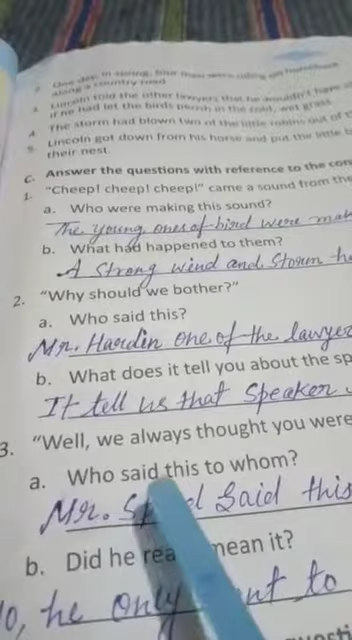 One day, in spring, four men were riding on horseback
along a country road
Lincoln told the other lawyers that he wouldn't have
if he had let the birds perish in the cold, wet grass.
4. The storm had blown two of the little robins out of
5. Lincoln got down from his horse and put the little
their nest.
C. Answer the questions with reference to the
1. "Cheep! cheep! cheep!" came a sound from the
a. Who were making this sound?
The young ones of bird were
b. What had happened to them?
A Strong wind and Storm
2. "Why should we bother?"
a. Who said this?
Mr. Hardin one of the lawyer
b. What does it tell you about the
It tell us that Speaker
3. "Well, we always thought you were
a. Who said this to whom?
Mr. Said this
b. Did he mean it?
he only to